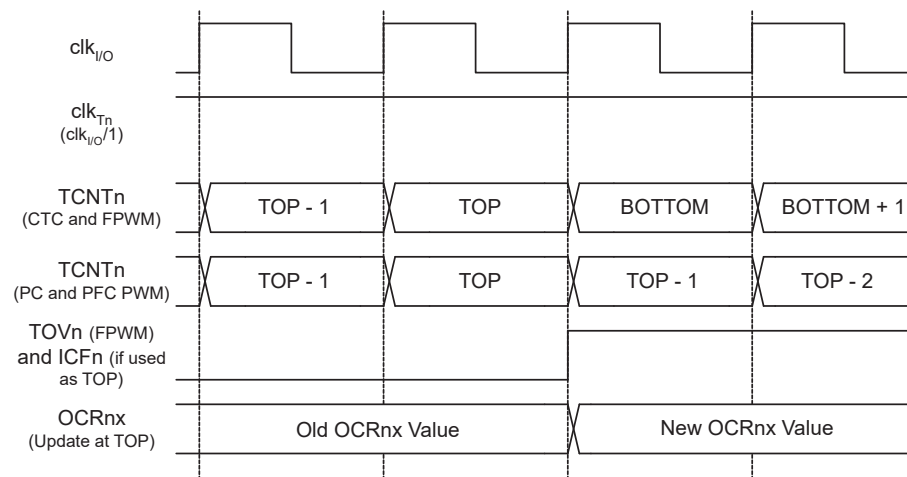 clkI/O
clkTn
(clkI/O/1)
TCNTn
(CTC and FPWM)
TOP - 1 TOP BOTTOM BOTTOM + 1
TCNTn
(PC and PFC PWM)
TOP - 1 TOP TOP - 1 TOP - 2
TOVn (FPWM)
and ICFn (if used
as TOP)
OCRnx
(Update at TOP)
Old OCRnx Value New OCRnx Value